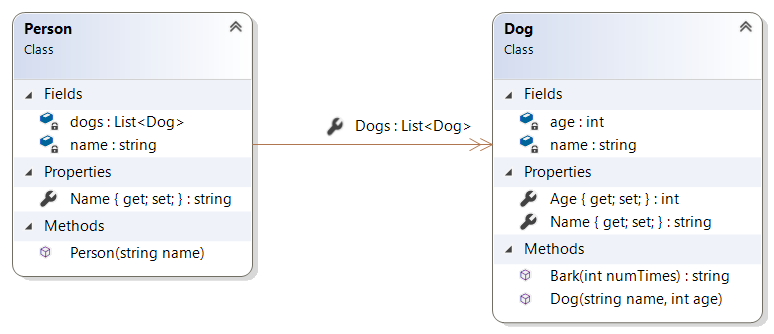 Person
Class
Fields
dogs : List<Dog>
name : string
Properties
Name { get; set; } : string
Methods
Person(string name)
Dogs : List<Dog>
Dog
Class
Fields
age : int
name : string
Properties
Age { get; set; } : int
Name { get; set; } : string
Methods
Bark(int numTimes) : string
Dog(string name, int age)